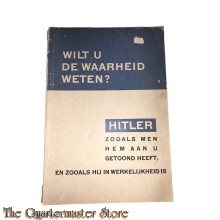 WILT U
DE WAARHEID
WETEN?
HITLER
ZOOALS MEN
HEM AAN U
GETOOND HEEFT,
EN ZOOALS HIJ IN WERKELIJKHEID IS
© The Quartermaster Store